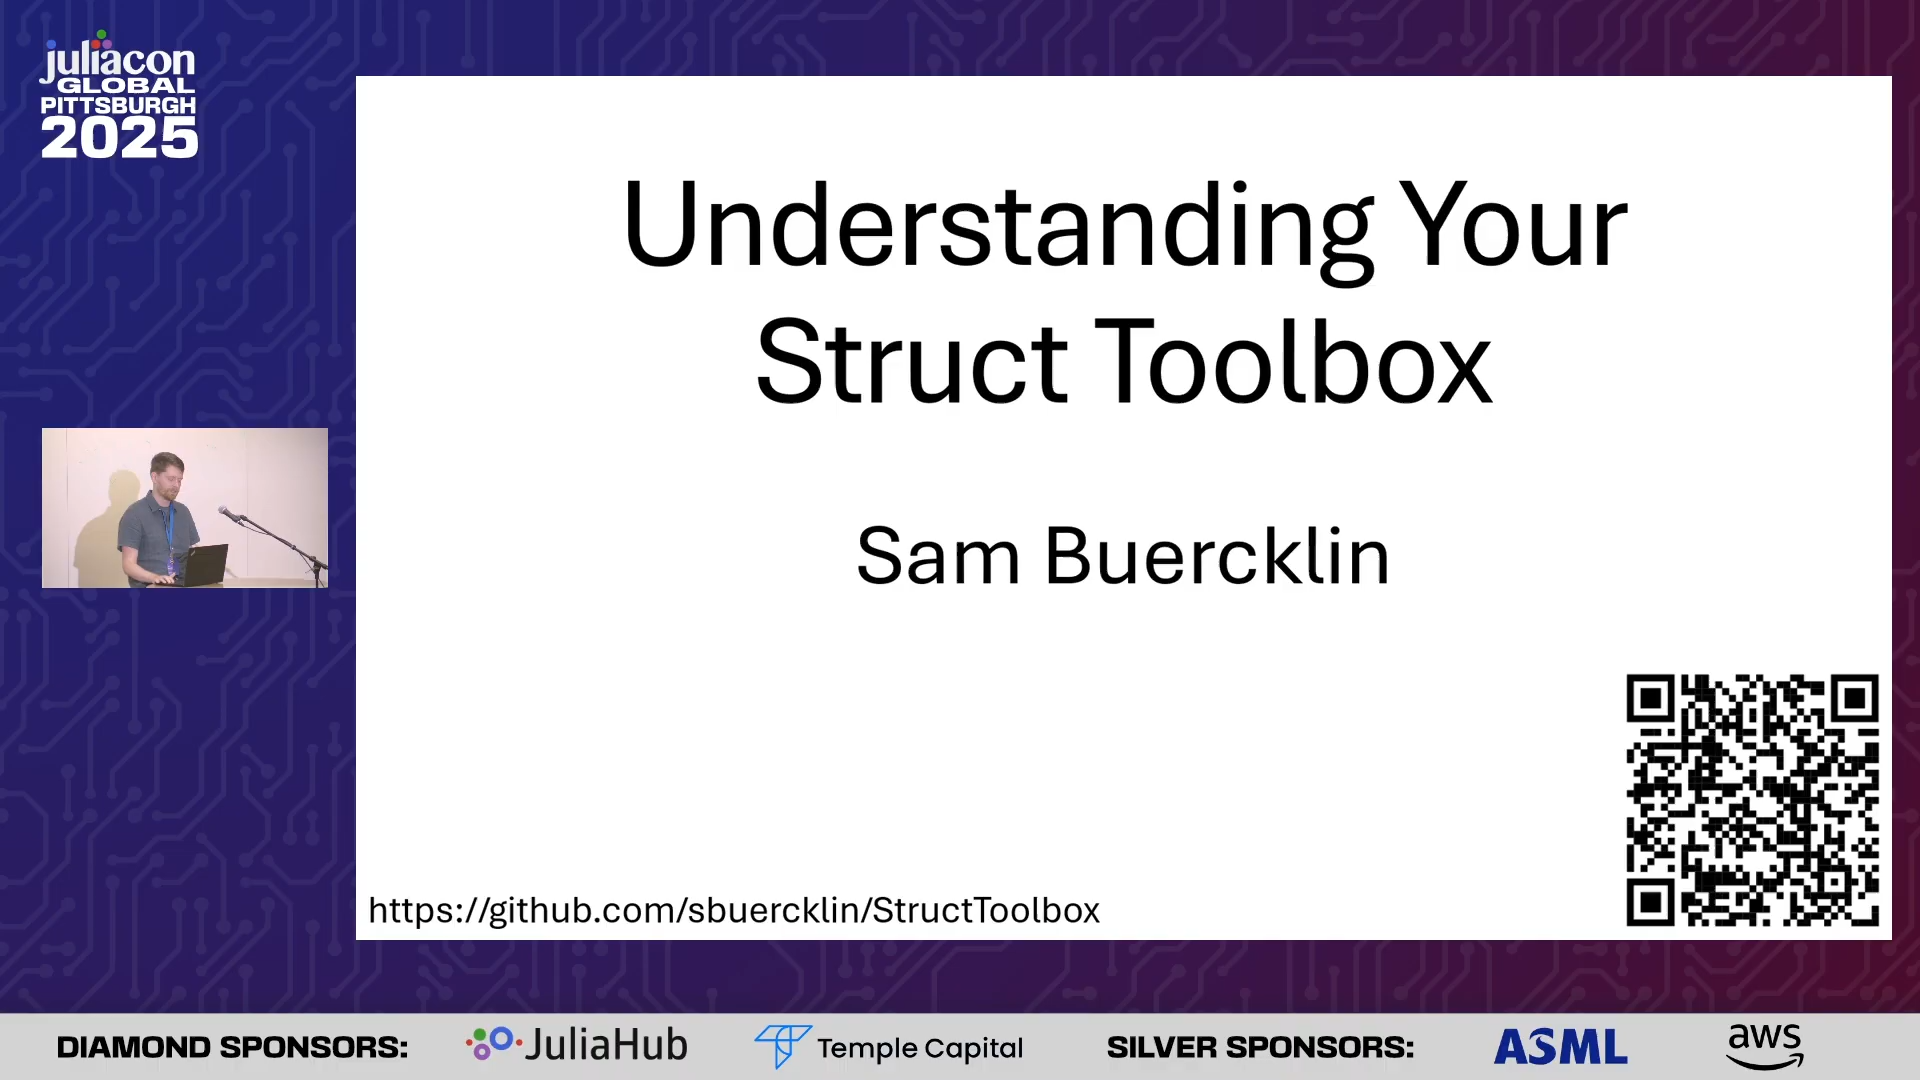 juliacon
GLOBAL
PITTSBURGH
2025
Understanding Your
Struct Toolbox
Sam Buercklin
https://github.com/sbuercklin/StructToolbox
DIAMOND SPONSORS:
JuliaHub
Temple Capital
SILVER SPONSORS:
ASML
aws